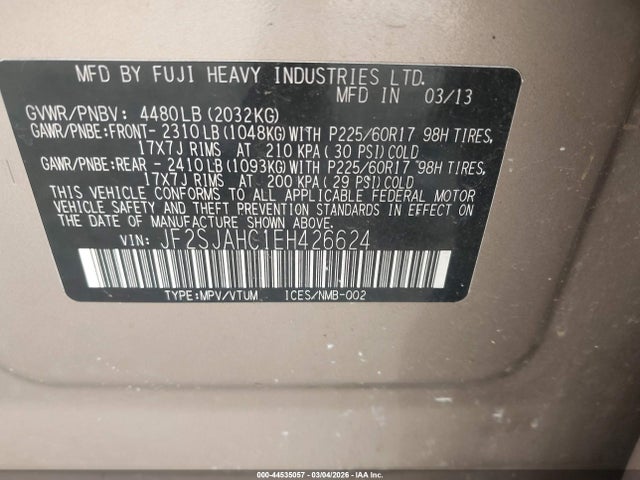 MFD BY FUJI HEAVY INDUSTRIES LTD.
MFD IN 03/13
GVWR/PNBV: 4480LB(2032KG)
GAWR/PNBE:FRONT- 2310LB(1048KG)WITH P225/60R17 98H TIRES,
17X7J RIMS AT 210 KPA(30 PSI)COLD
GAWR/PNBE:REAR - 2410LB(1093KG)WITH P225/60R17 98H TIRES,
17X7J RIMS AT 200 KPA(29 PSI)COLD
THIS VEHICLE CONFORMS TO ALL APPLICABLE FEDERAL MOTOR
VEHICLE SAFETY AND THEFT PREVENTION STANDARDS IN EFFECT ON
THE DATE OF MANUFACTURE SHOWN ABOVE.
VIN: JF2SJAHC1EH426624
TYPE:MPV/VTUM ICES/NMB-002
000-44535057 - 03/04/2026 - IAA, Inc.